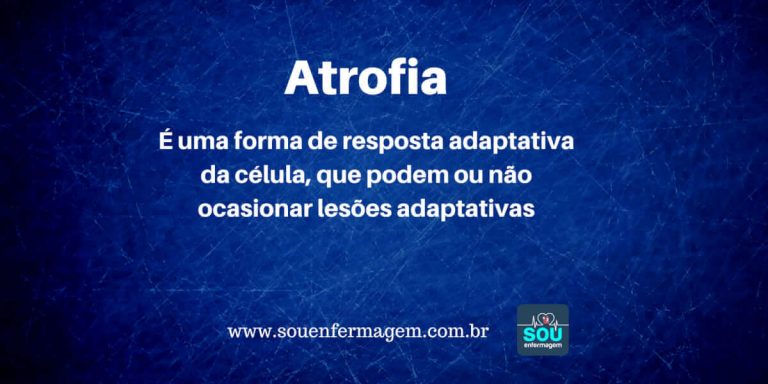 Atrofia
É uma forma de resposta adaptativa
da célula, que podem ou não
ocasionar lesões adaptativas
www.souenfermagem.com.br
SOU
enfermagem